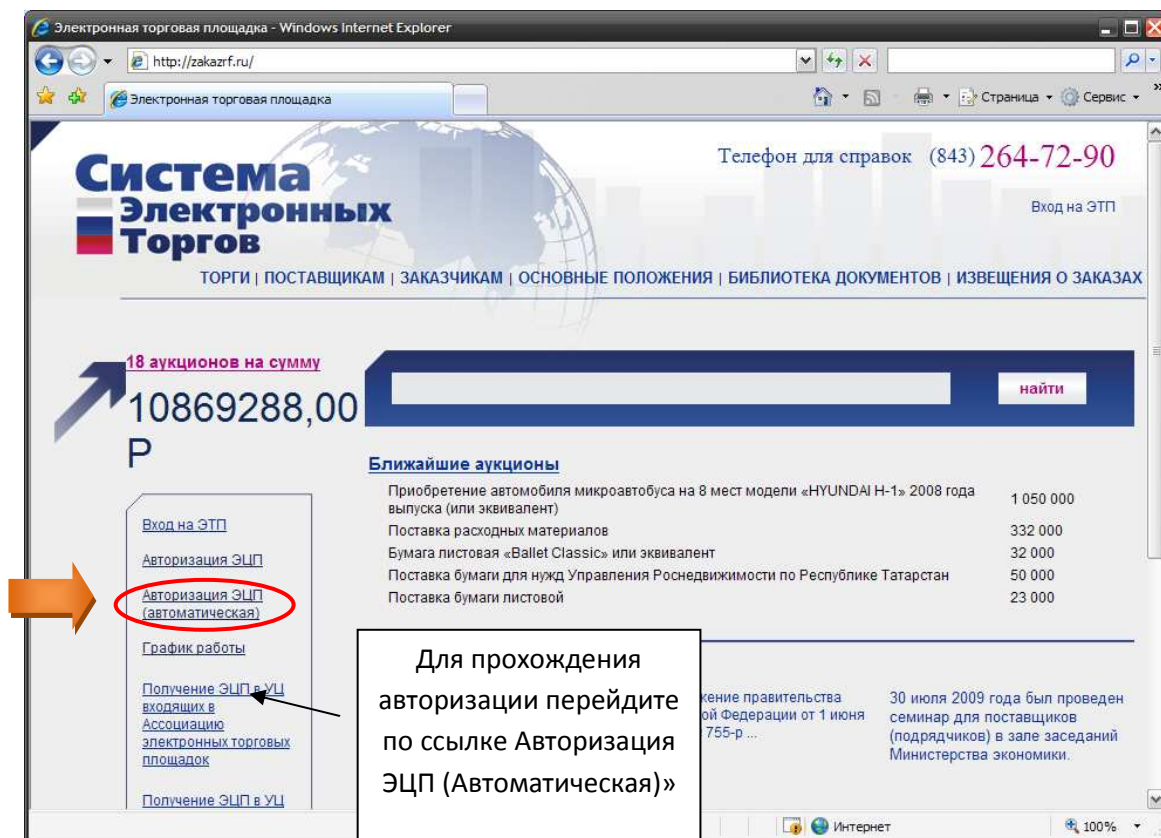 Электронная торговая площадка - Windows Internet Explorer
http://zakazrf.ru/
Электронная торговая площадка
Страница
Сервис
»
Система
Электронных
Торгов
Телефон для справок (843) 264-72-90
Вход на ЭТП
ТОРГИ | ПОСТАВЩИКАМ | ЗАКАЗЧИКАМ | ОСНОВНЫЕ ПОЛОЖЕНИЯ | БИБЛИОТЕКА ДОКУМЕНТОВ | ИЗВЕЩЕНИЯ О ЗАКАЗАХ
18 аукционов на сумму
10869288,00
Р
найти
Ближайшие аукционы
Приобретение автомобиля микроавтобуса на 8 мест модели «HYUNDAI H-1» 2008 года
выпуска (или эквивалент)
1 050 000
Поставка расходных материалов 332 000
Бумага листовая «Ballet Classic» или эквивалент 32 000
Поставка бумаги для нужд Управления Роснедвижимости по Республике Татарстан 50 000
Поставка бумаги листовой 23 000
Вход на ЭТП
Авторизация ЭЦП
Авторизация ЭЦП
(автоматическая)
График работы
Получение ЭЦП в УЦ
входящих в
Ассоциацию
электронных торговых
площадок
Получение ЭЦП в УЦ
Для прохождения
авторизации перейдите
по ссылке Авторизация
ЭЦП (Автоматическая)»
жение правительства
ой Федерации от 1 июня
755-р ...
30 июля 2009 года был проведен
семинар для поставщиков
(подрядчиков) в зале заседаний
Министерства экономики.
Интернет
100%